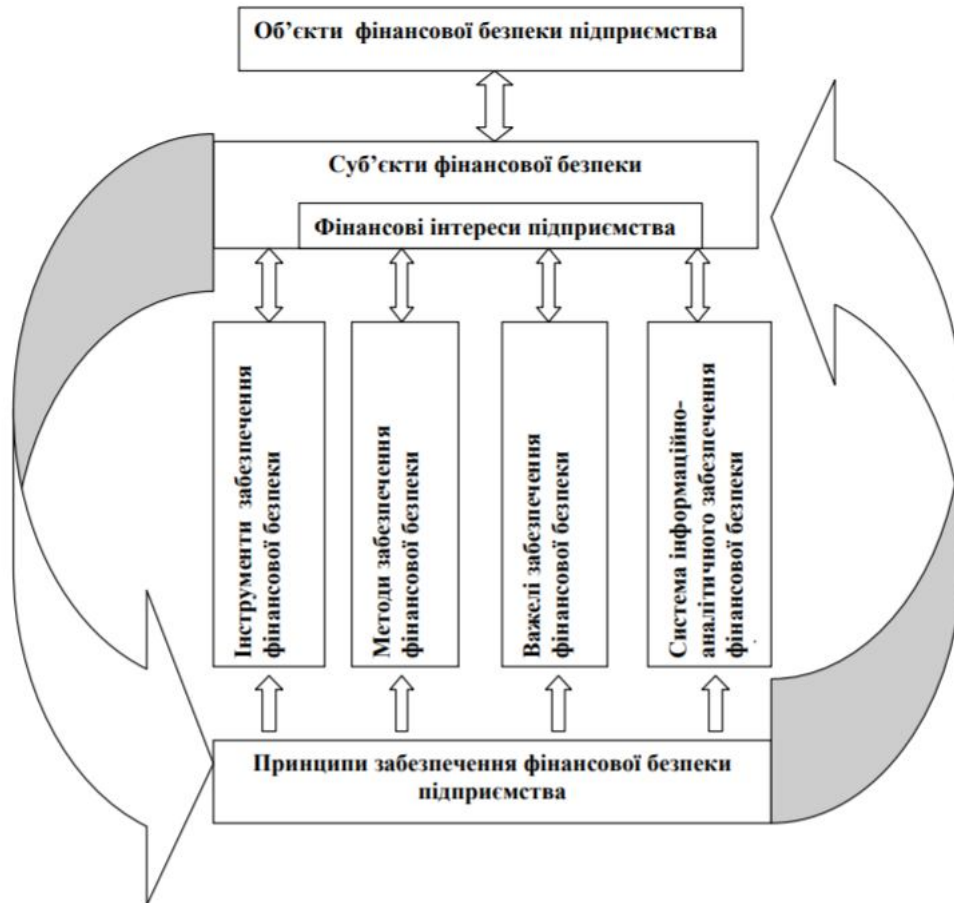 Об’єкти фінансової безпеки підприємства
Суб’єкти фінансової безпеки
Фінансові інтереси підприємства
Інструменти забезпечення
фінансової безпеки
Методи забезпечення
фінансової безпеки
Важелі забезпечення
фінансової безпеки
Система інформаційно-
аналітичного забезпечення
фінансової безпеки
Принципи забезпечення фінансової безпеки
підприємства